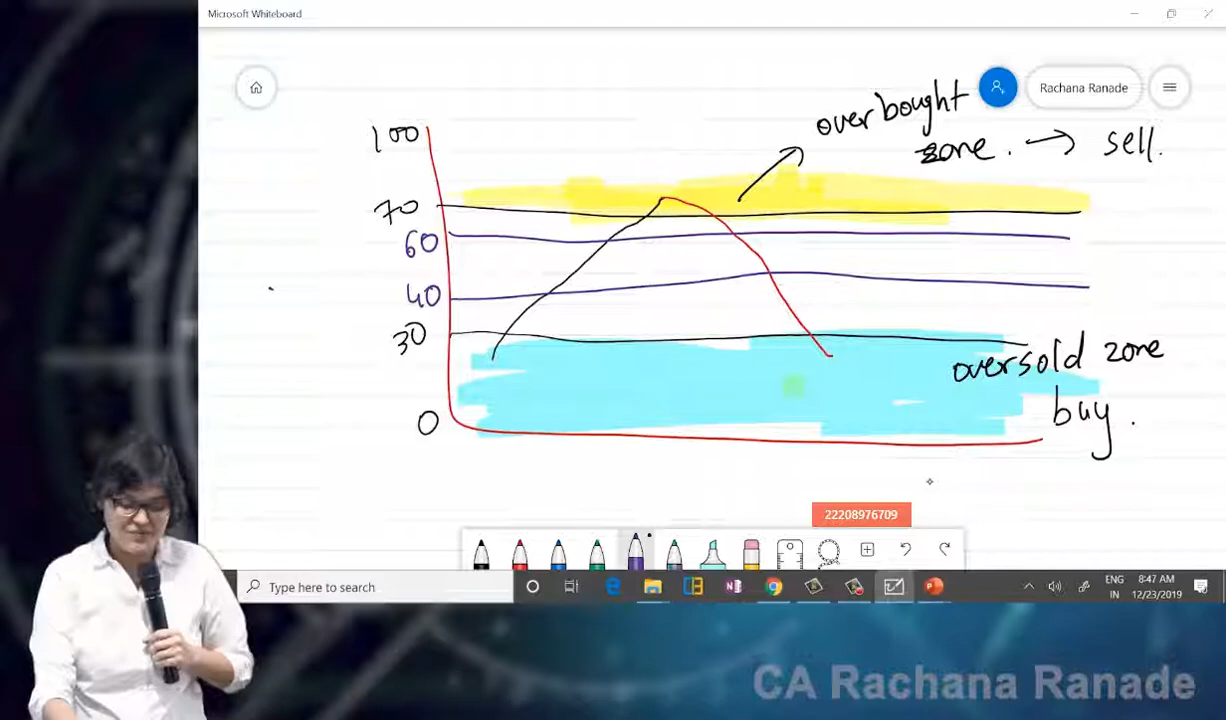 Microsoft Whiteboard
Rachana Ranade
overbought
zone. → sell.
100
70
60
40
30
0
oversold zone
buy.
22208976709
Type here to search
ENG
IN
8:47 AM
12/23/2019
CA Rachana Ranade